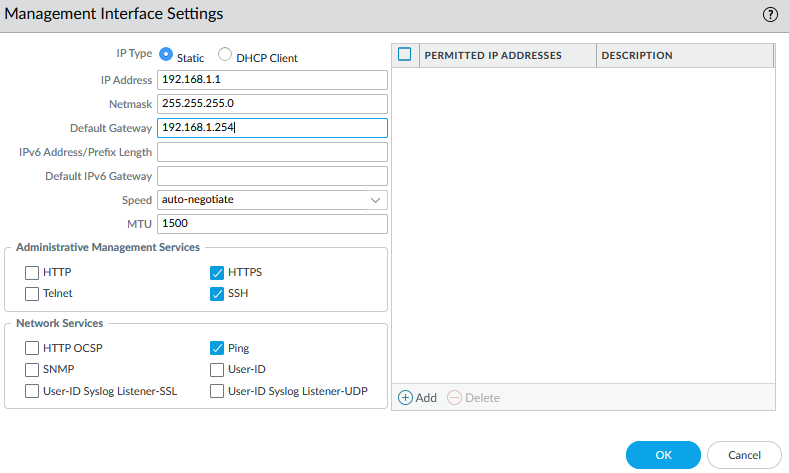 Management Interface Settings ?
IP Type Static DHCP Client
IP Address 192.168.1.1
Netmask 255.255.255.0
Default Gateway 192.168.1.254
IPv6 Address/Prefix Length
Default IPv6 Gateway
Speed auto-negotiate
MTU 1500
Administrative Management Services
HTTP HTTPS
Telnet SSH
Network Services
HTTP OCSP Ping
SNMP User-ID
User-ID Syslog Listener-SSL User-ID Syslog Listener-UDP
PERMITTED IP ADDRESSES DESCRIPTION
Add Delete
OK Cancel